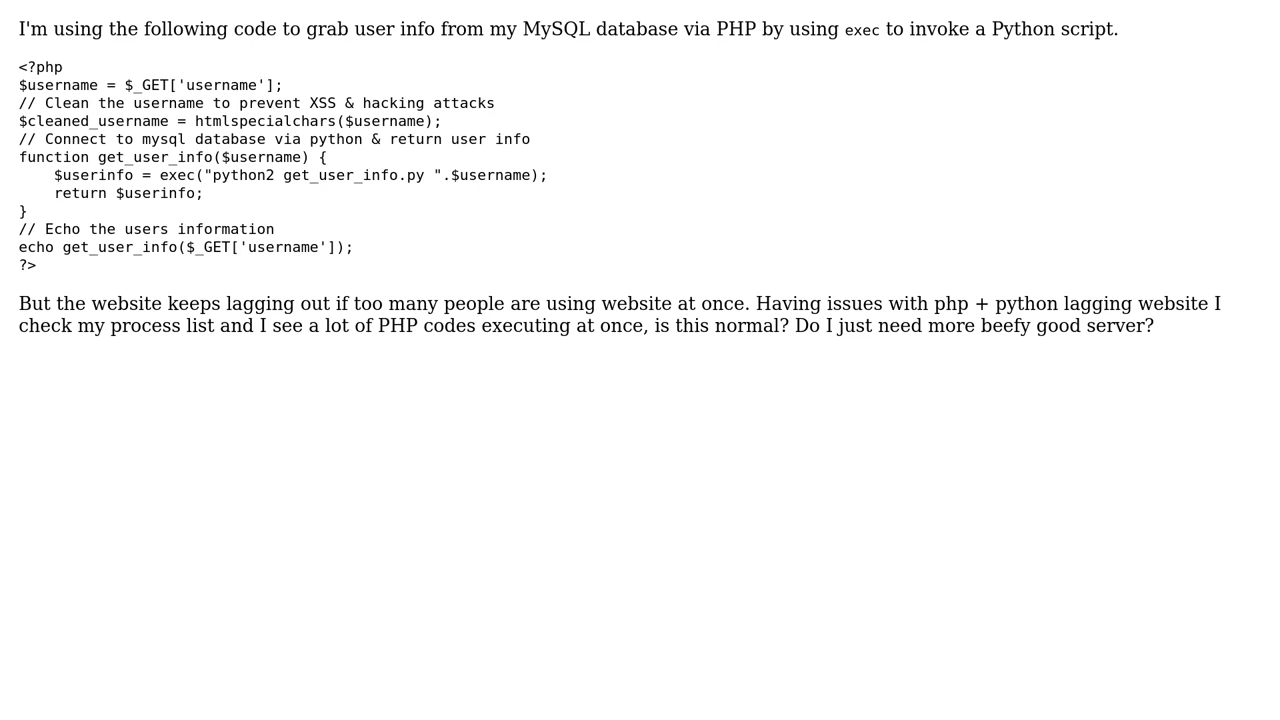 I'm using the following code to grab user info from my MySQL database via PHP by using exec to invoke a Python script.
<?php
$username = $_GET['username'];
// Clean the username to prevent XSS & hacking attacks
$cleaned_username = htmlspecialchars($username);
// Connect to mysql database via python & return user info
function get_user_info($username) {
    $userinfo = exec("python2 get_user_info.py ".$username);
    return $userinfo;
}
// Echo the users information
echo get_user_info($_GET['username']);
?>
But the website keeps lagging out if too many people are using website at once. Having issues with php + python lagging website I
check my process list and I see a lot of PHP codes executing at once, is this normal? Do I just need more beefy good server?